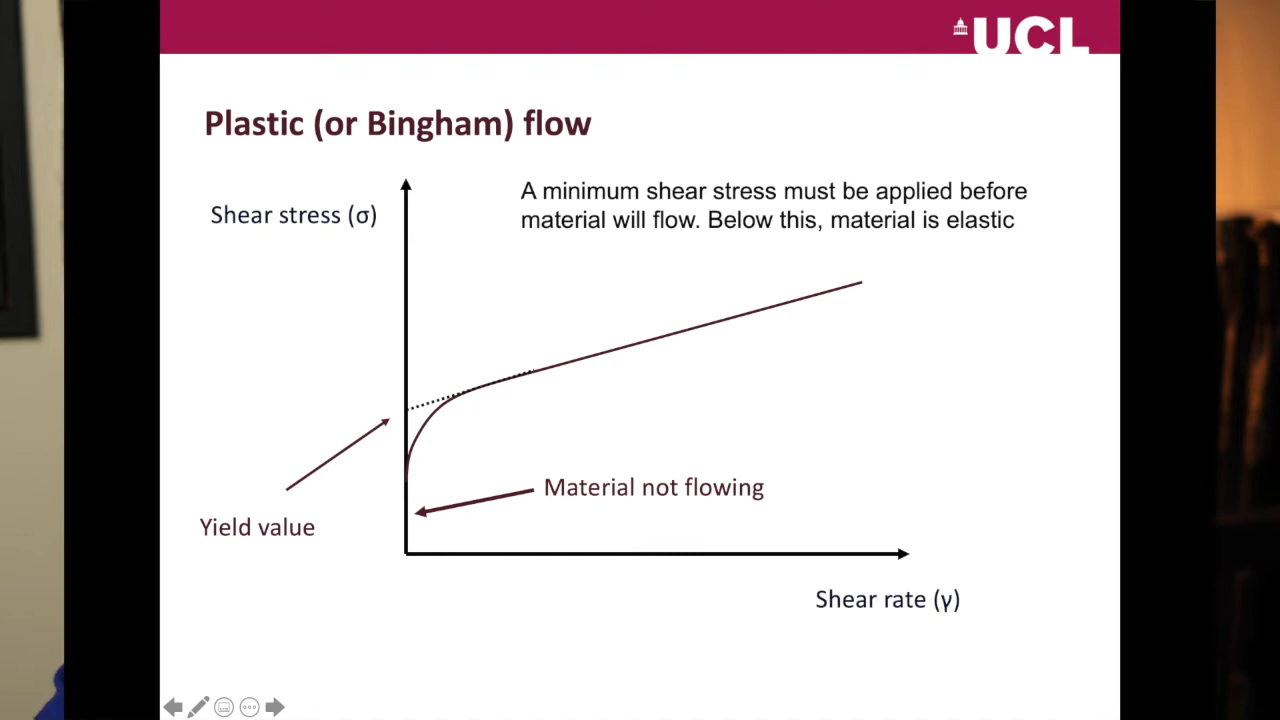 UCL
Plastic (or Bingham) flow
A minimum shear stress must be applied before
material will flow. Below this, material is elastic
Shear stress (σ)
Material not flowing
Yield value
Shear rate (γ)